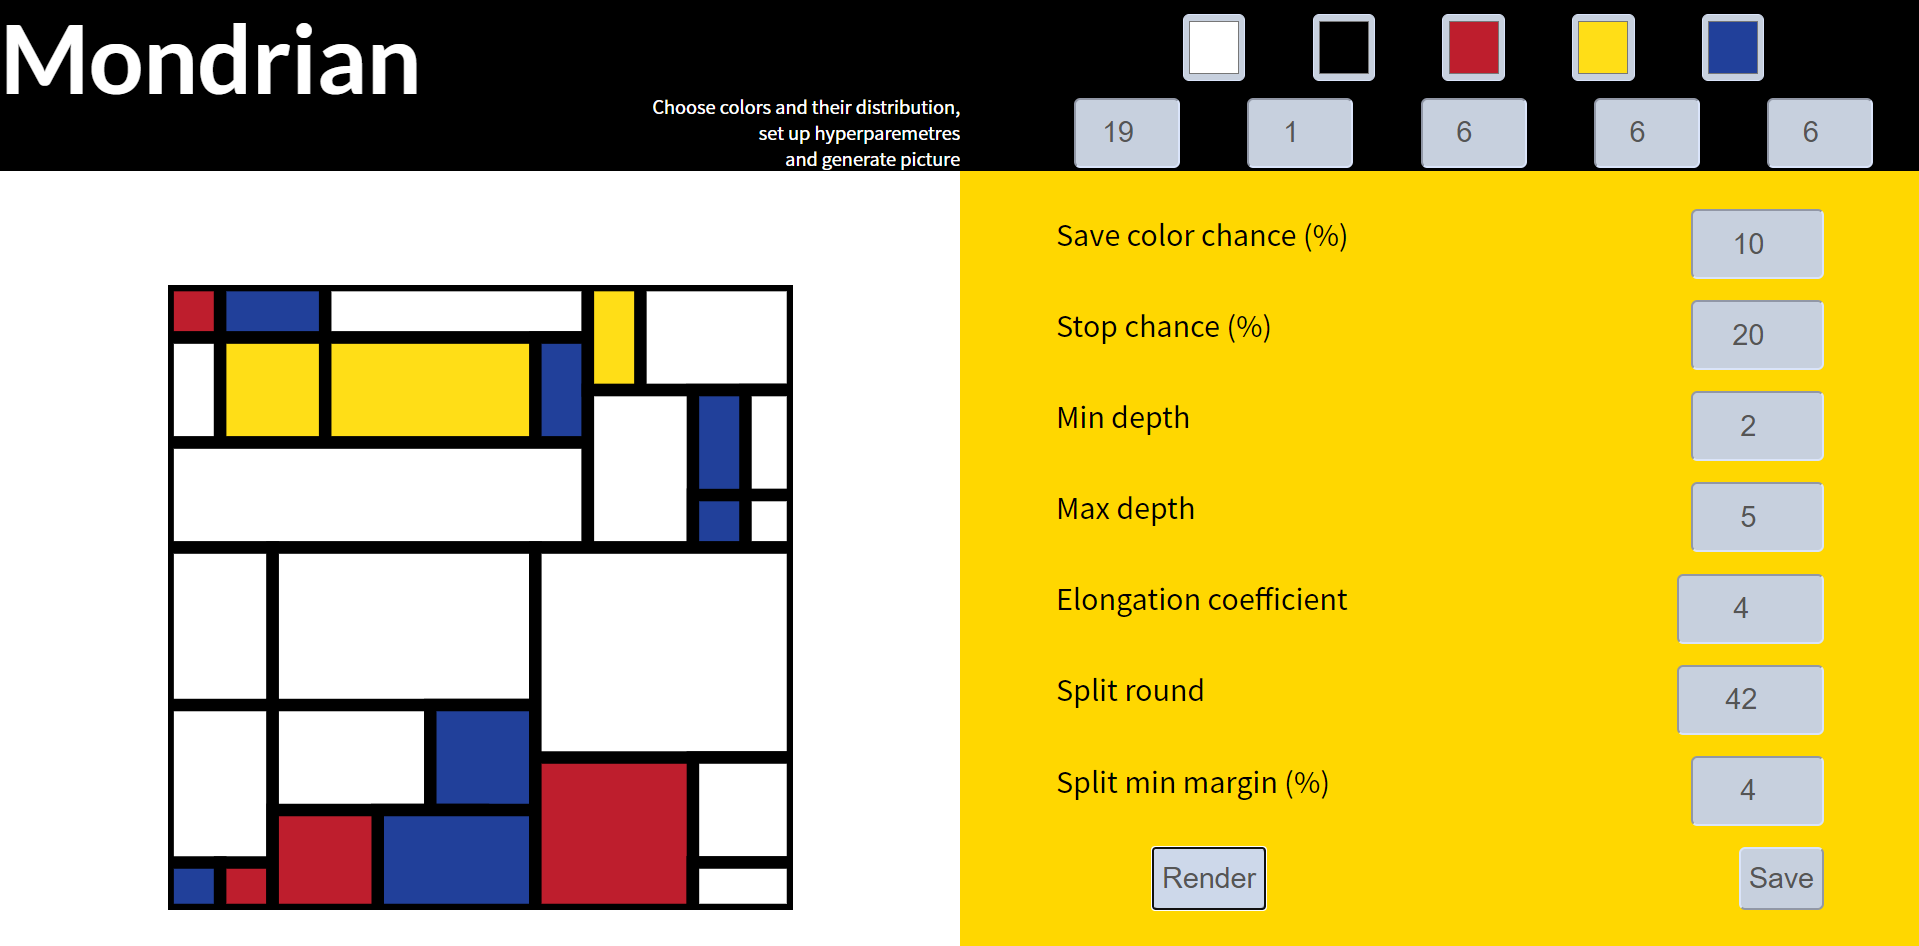 Mondrian
Choose colors and their distribution,
set up hyperparemetres
and generate picture
19 1 6 6 6
Save color chance (%) 10
Stop chance (%) 20
Min depth 2
Max depth 5
Elongation coefficient 4
Split round 42
Split min margin (%) 4
Render Save